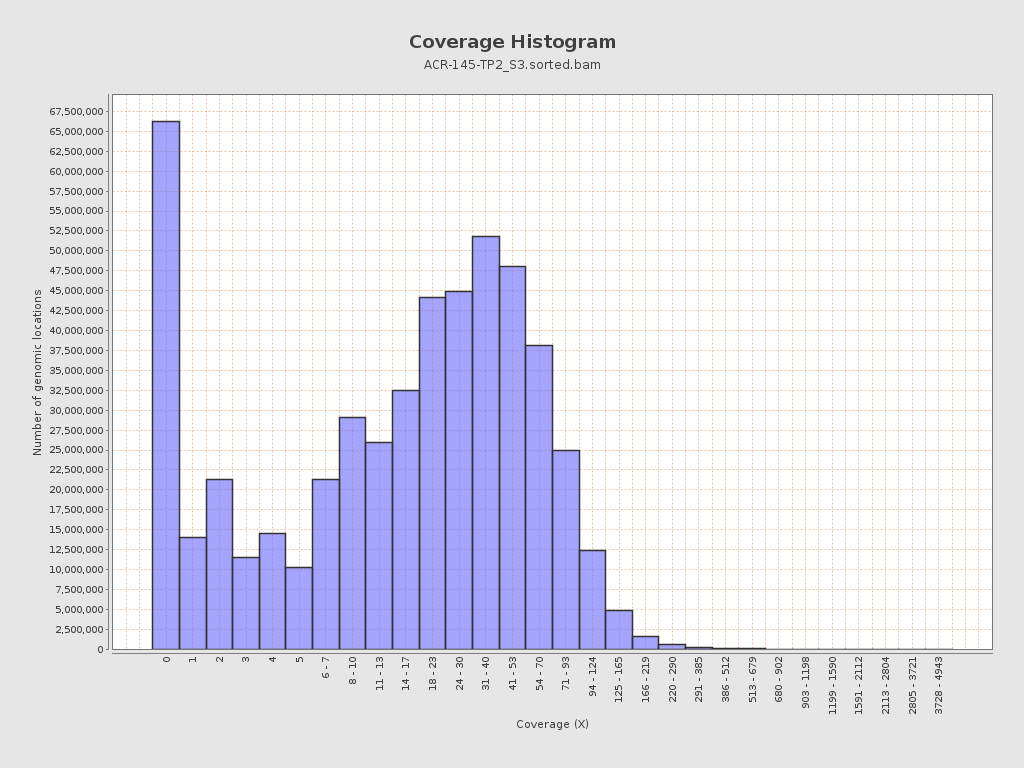 Coverage Histogram
ACR-145-TP2_S3.sorted.bam
Number of genomic locations
67,500,000
65,000,000
62,500,000
60,000,000
57,500,000
55,000,000
52,500,000
50,000,000
47,500,000
45,000,000
42,500,000
40,000,000
37,500,000
35,000,000
32,500,000
30,000,000
27,500,000
25,000,000
22,500,000
20,000,000
17,500,000
15,000,000
12,500,000
10,000,000
7,500,000
5,000,000
2,500,000
0
0
1
2
3
4
5
6 - 7
8 - 10
11 - 13
14 - 17
18 - 23
24 - 30
31 - 40
41 - 53
54 - 70
71 - 93
94 - 124
125 - 165
166 - 219
220 - 290
291 - 385
386 - 512
513 - 679
680 - 902
903 - 1198
1199 - 1590
1591 - 2112
2113 - 2804
2805 - 3721
3728 - 4943
Coverage (X)